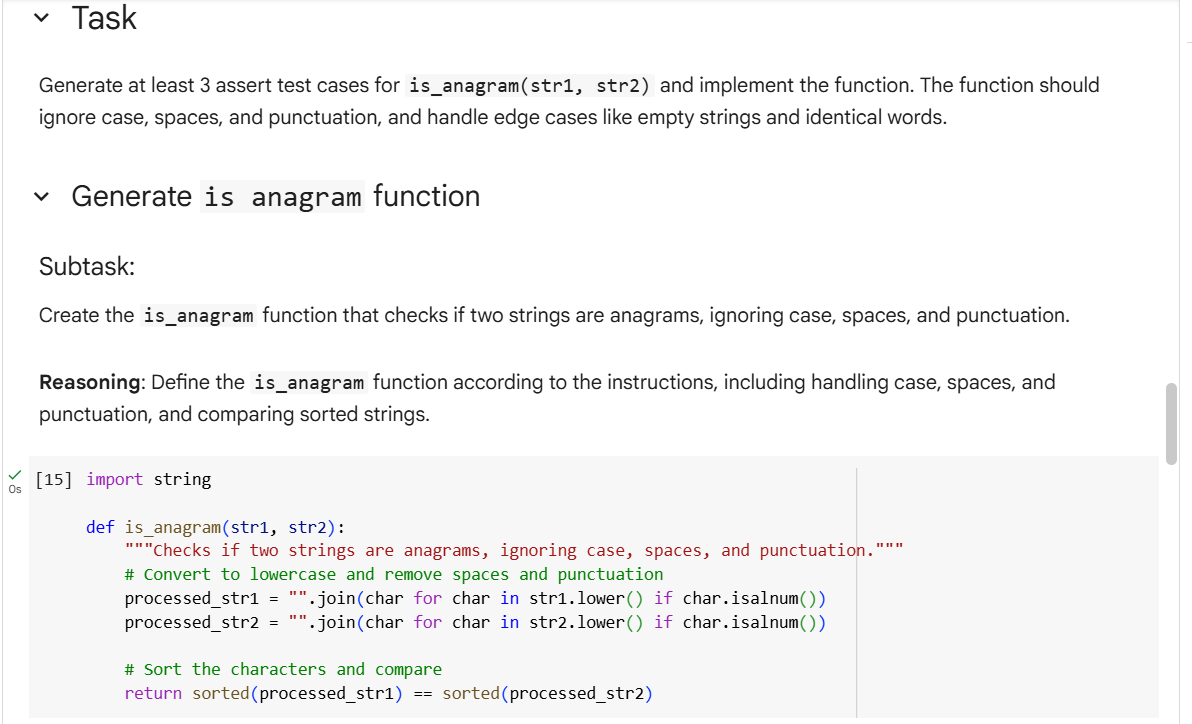 Task
Generate at least 3 assert test cases for is_anagram(str1, str2) and implement the function. The function should
ignore case, spaces, and punctuation, and handle edge cases like empty strings and identical words.
Generate is anagram function
Subtask:
Create the is_anagram function that checks if two strings are anagrams, ignoring case, spaces, and punctuation.
Reasoning: Define the is_anagram function according to the instructions, including handling case, spaces, and
punctuation, and comparing sorted strings.
[15] import string
0s
def is_anagram(str1, str2):
    """Checks if two strings are anagrams, ignoring case, spaces, and punctuation."""
    # Convert to lowercase and remove spaces and punctuation
    processed_str1 = "".join(char for char in str1.lower() if char.isalnum())
    processed_str2 = "".join(char for char in str2.lower() if char.isalnum())
    # Sort the characters and compare
    return sorted(processed_str1) == sorted(processed_str2)